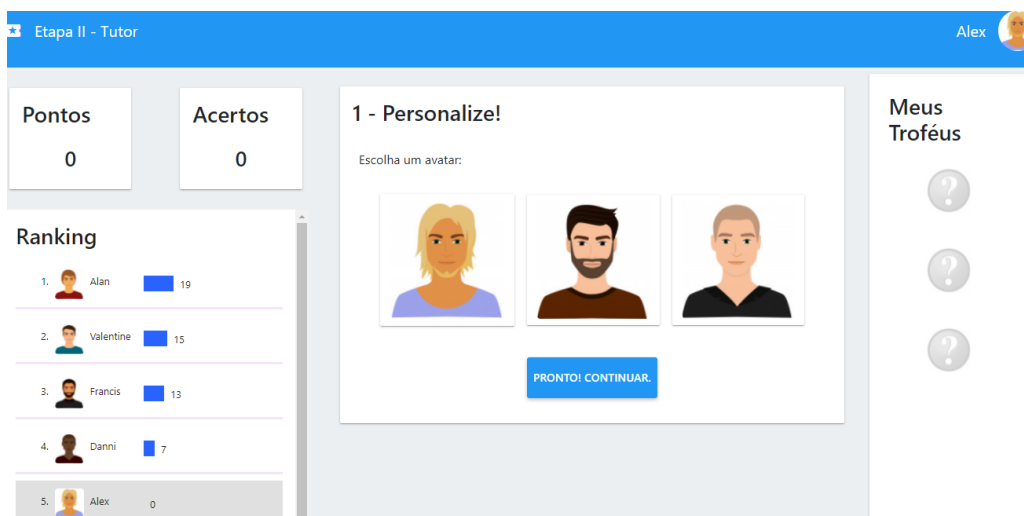 Etapa II - Tutor
Alex
Pontos
0
Acertos
0
Ranking
1. Alan 19
2. Valentine 15
3. Francis 13
4. Danni 7
5. Alex 0
1 - Personalize!
Escolha um avatar:
PRONTO! CONTINUAR.
Meus
Troféus
?
?
?